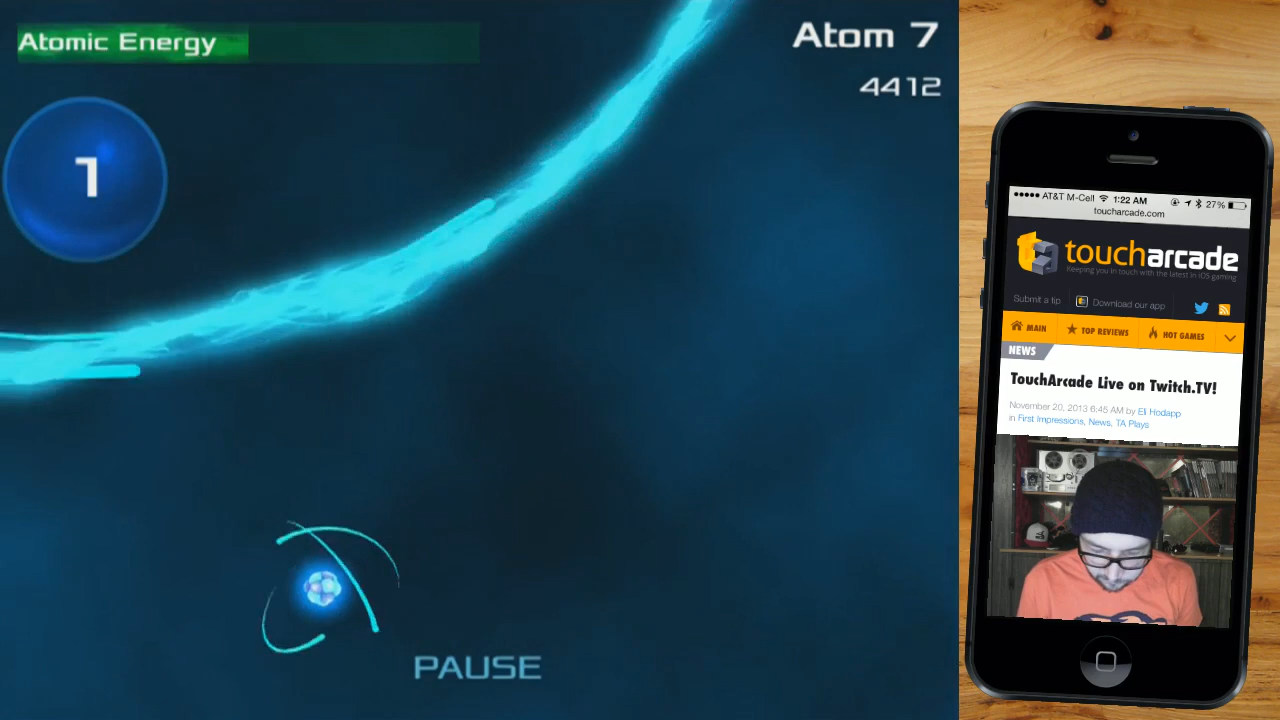 Atomic Energy
Atom 7
4412
1
PAUSE
AT&T M-Cell 1:22 AM 27%
toucharcade.com
toucharcade
Keeping you in touch with the latest in iOS gaming
Submit a tip Download our app
MAIN TOP REVIEWS HOT GAMES
NEWS
TouchArcade Live on Twitch.TV!
November 20, 2013 6:45 AM by Eli Hodapp
in First Impressions, News, TA Plays